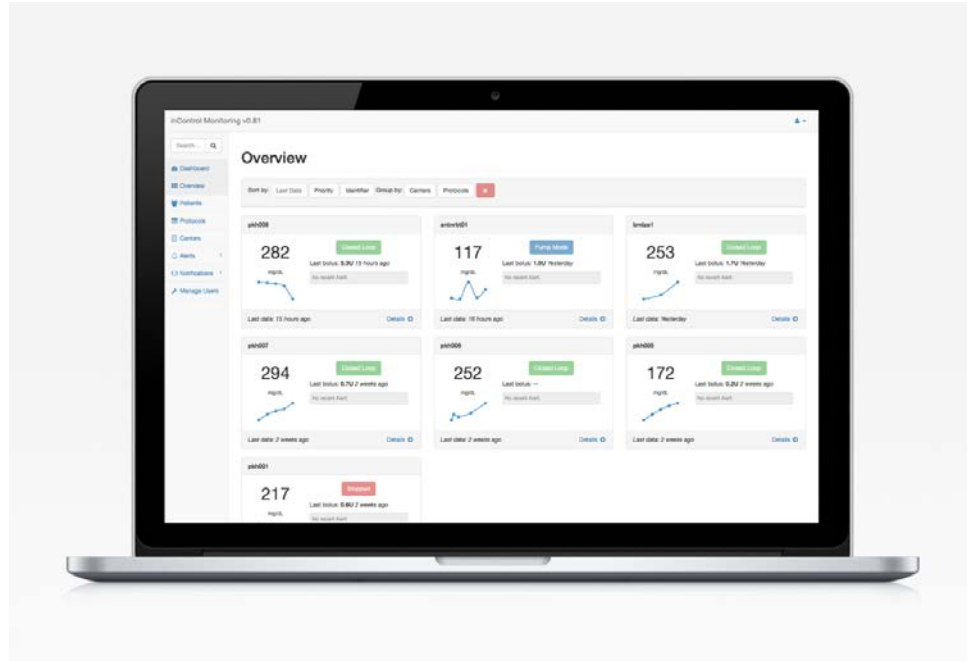 inControl Monitoring v0.81
Search...
Dashboard
Overview
Patients
Protocols
Carriers
Alerts
Notifications
Manage Users
Overview
Sort by: Last Data Priority Identifier Group by: Carriers Protocols
pkh008
282
mg/dL
Closed Loop
Last bolus: 5.3U 15 hours ago
No recent Alert.
Last data: 15 hours ago Details
117
mg/dL
Pump Mode
Last bolus: 1.5U Yesterday
No recent Alert.
Last data: 16 hours ago Details
253
mg/dL
Closed Loop
Last bolus: 1.7U Yesterday
No recent Alert.
Last data: Yesterday Details
pkh007
294
mg/dL
Closed Loop
Last bolus: 0.7U 2 weeks ago
No recent Alert.
Last data: 2 weeks ago Details
pkh006
252
mg/dL
Closed Loop
Last bolus: —
No recent Alert.
Last data: 2 weeks ago Details
pkh005
172
mg/dL
Closed Loop
Last bolus: 0.2U 2 weeks ago
No recent Alert.
Last data: 2 weeks ago Details
pkh001
217
mg/dL
Stopped
Last bolus: 0.6U 2 weeks ago
No recent Alert.